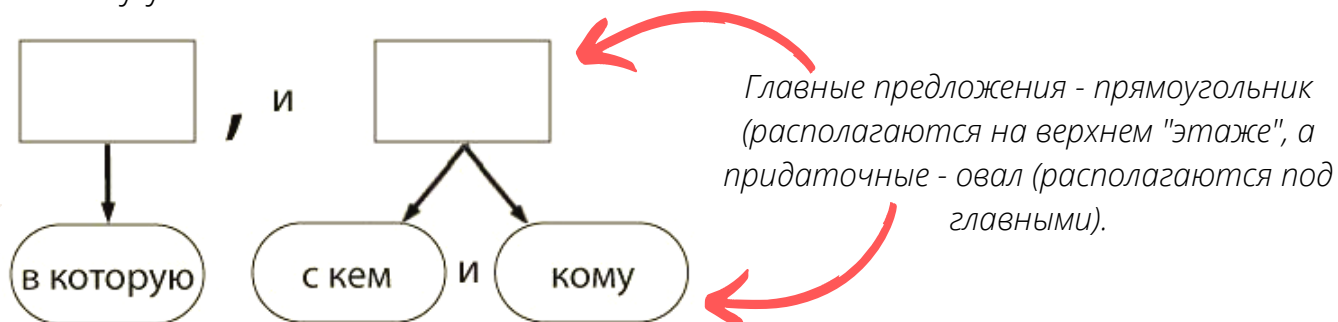 , и
Главные предложения - прямоугольник
(располагаются на верхнем "этаже", а
придаточные - овал (располагаются под
главными).
в которую
с кем и кому